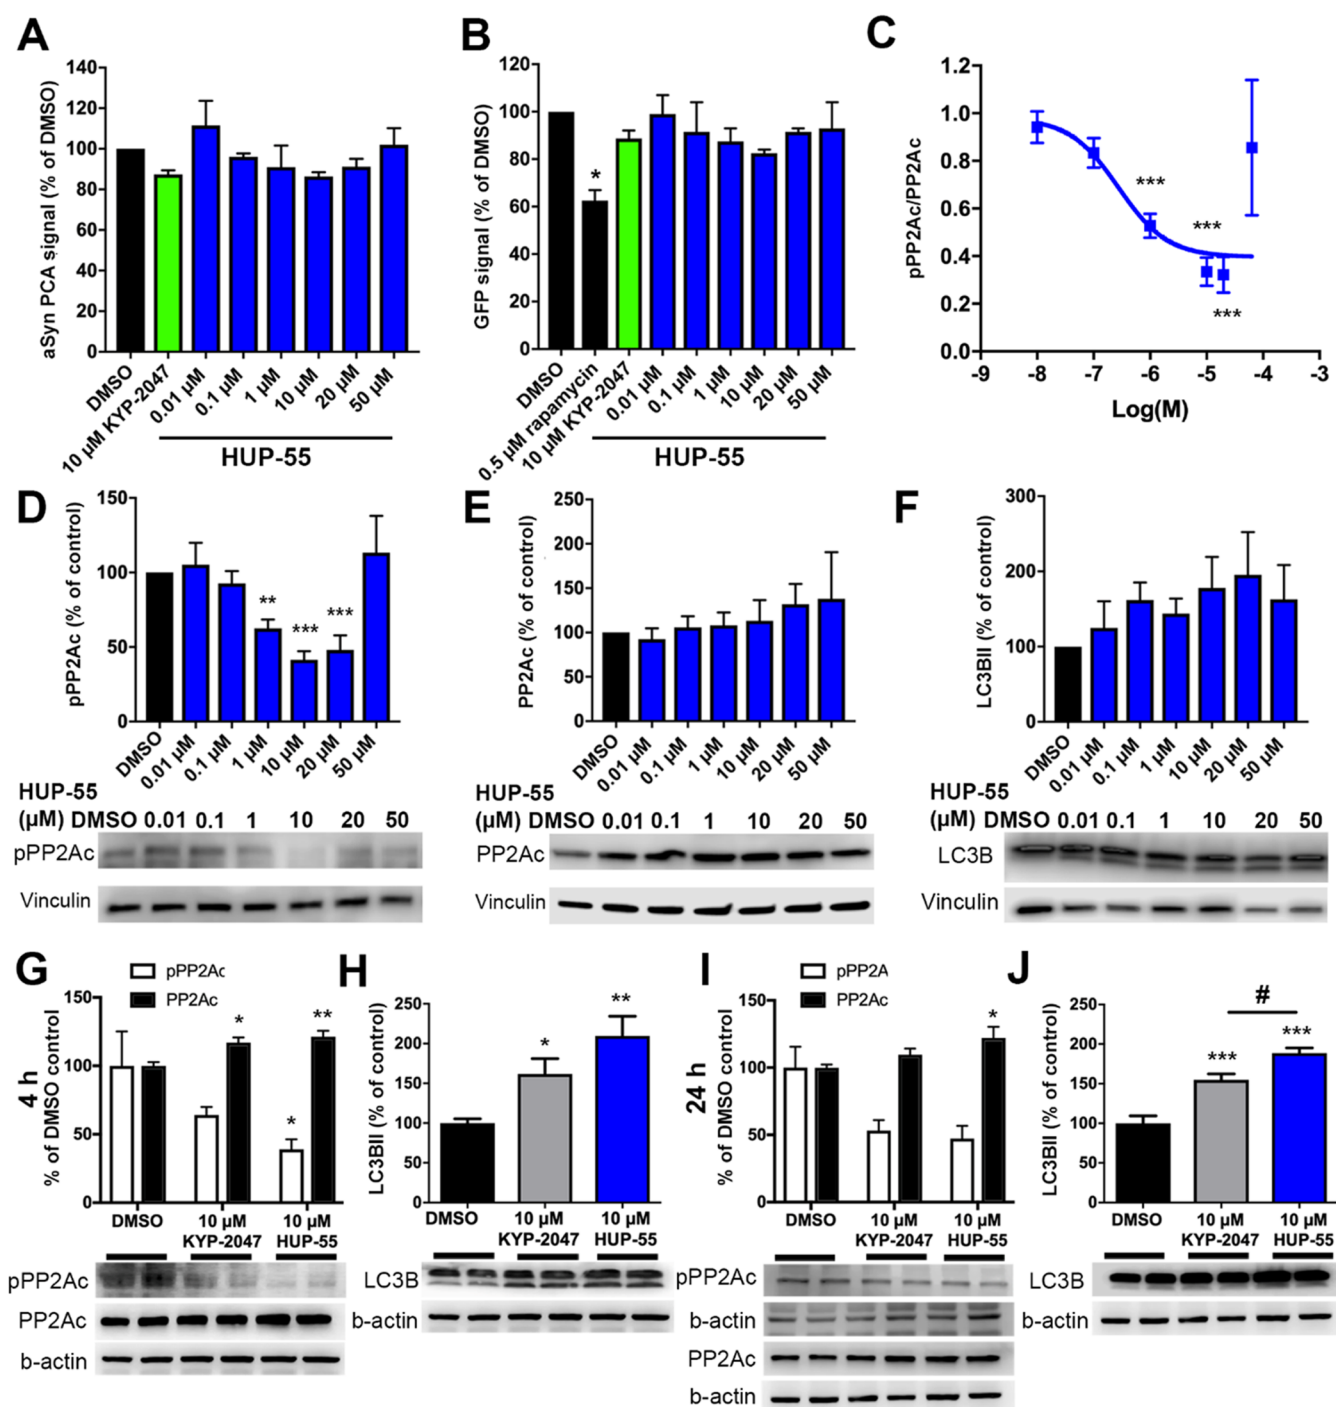 A
aSyn PCA signal (% of DMSO)
140
120
100
80
60
40
20
0
DMSO
10 µM KYP-2047
0.01 µM
0.1 µM
1 µM
10 µM
20 µM
50 µM
HUP-55
B
GFP signal (% of DMSO)
120
100
80
60
40
20
0
*
DMSO
0.5 µM rapamycin
10 µM KYP-2047
0.01 µM
0.1 µM
1 µM
10 µM
20 µM
50 µM
HUP-55
C
pPP2Ac/PP2Ac
1.2
1.0
0.8
0.6
0.4
0.2
0.0
***
***
***
-9 -8 -7 -6 -5 -4 -3
Log(M)
D
pPP2Ac (% of control)
150
100
50
0
**
***
***
DMSO
0.01 µM
0.1 µM
1 µM
10 µM
20 µM
50 µM
HUP-55
(µM) DMSO 0.01 0.1 1 10 20 50
pPP2Ac
Vinculin
E
PP2Ac (% of control)
250
200
150
100
50
0
DMSO
0.01 µM
0.1 µM
1 µM
10 µM
20 µM
50 µM
HUP-55
(µM) DMSO 0.01 0.1 1 10 20 50
PP2Ac
Vinculin
F
LC3BII (% of control)
300
200
100
0
DMSO
0.01 µM
0.1 µM
1 µM
10 µM
20 µM
50 µM
HUP-55
(µM) DMSO 0.01 0.1 1 10 20 50
LC3B
Vinculin
G
pPP2Ac
PP2Ac
4 h
% of DMSO control
150
100
50
0
*
*
**
DMSO
10 µM
KYP-2047
10 µM
HUP-55
pPP2Ac
PP2Ac
b-actin
H
LC3BII (% of control)
250
200
150
100
50
0
*
**
DMSO
10 µM
KYP-2047
10 µM
HUP-55
LC3B
b-actin
I
pPP2A
PP2Ac
24 h
% of DMSO control
150
100
50
0
*
DMSO
10 µM
KYP-2047
10 µM
HUP-55
pPP2Ac
b-actin
PP2Ac
b-actin
J
LC3BII (% of control)
250
200
150
100
50
0
#
***
***
DMSO
10 µM
KYP-2047
10 µM
HUP-55
LC3B
b-actin